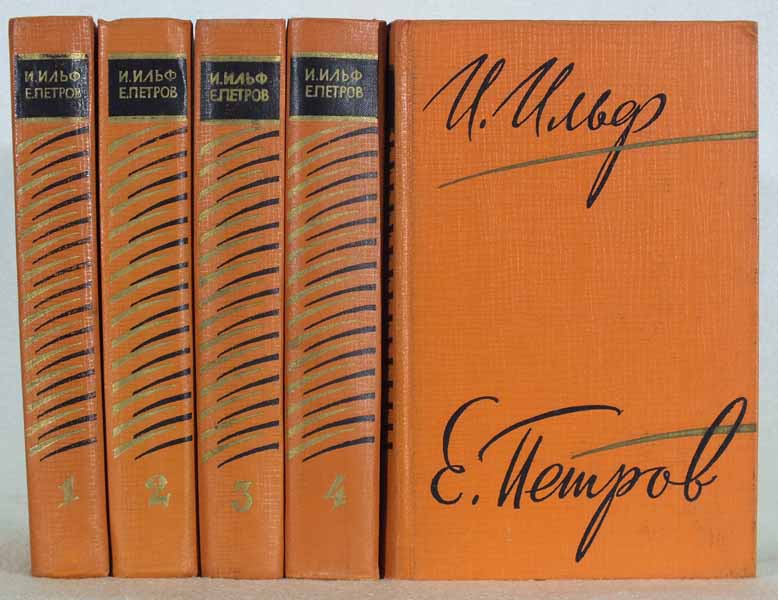 И. ИЛЬФ
Е. ПЕТРОВ
1
И. ИЛЬФ
Е. ПЕТРОВ
2
И. ИЛЬФ
Е. ПЕТРОВ
3
И. ИЛЬФ
Е. ПЕТРОВ
4
И. Ильф
Е. Петров